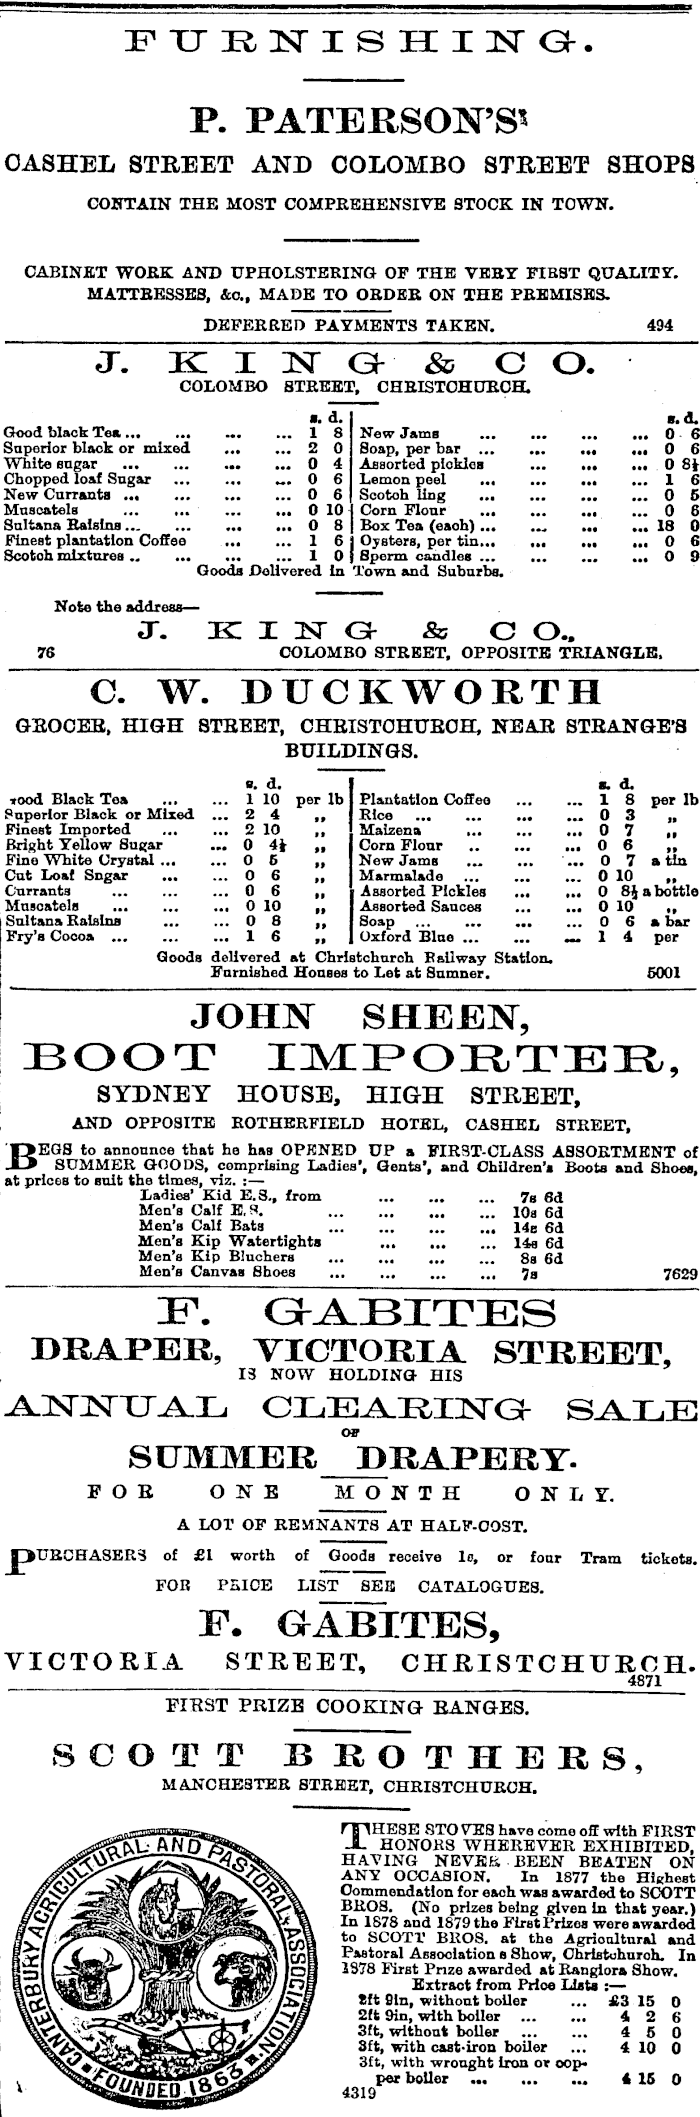 FURNISHING.
P. PATERSON'S
CASHEL STREET AND COLOMBO STREET SHOPS
CONTAIN THE MOST COMPREHENSIVE STOCK IN TOWN.
CABINET WORK AND UPHOLSTERING OF THE VERY FIRST QUALITY.
MATTRESSES, &c., MADE TO ORDER ON THE PREMISES.
DEFERRED PAYMENTS TAKEN. 494
J. KING & CO.
COLOMBO STREET, CHRISTCHURCH.
s. d.
Good black Tea ... ... ... ... 1 8
Superior black or mixed ... ... 2 0
White sugar ... ... ... ... 0 4
Chopped loaf Sugar ... ... ... 0 6
New Currants ... ... ... ... 0 6
Muscatels ... ... ... ... 0 10
Sultana Raisins ... ... ... ... 0 8
Finest plantation Coffee ... ... 1 6
Scotch mixtures .. ... ... ... 1 0
s. d.
New Jams ... ... ... ... 0 6
Soap, per bar ... ... ... ... 0 6
Assorted pickles ... ... ... 0 8½
Lemon peel ... ... ... ... 1 6
Scotch ling ... ... ... ... 0 5
Corn Flour ... ... ... ... 0 6
Box Tea (each) ... ... ... ... 18 0
Oysters, per tin ... ... ... ... 0 6
Sperm candles ... ... ... ... 0 9
Goods Delivered in Town and Suburbs.
Note the address—
J. KING & CO.,
76 COLOMBO STREET, OPPOSITE TRIANGLE.
C. W. DUCKWORTH
GROCER, HIGH STREET, CHRISTCHURCH, NEAR STRANGE'S
BUILDINGS.
s. d.
Good Black Tea ... ... 1 10 per lb
Superior Black or Mixed ... 2 4 „
Finest Imported ... ... 2 10 „
Bright Yellow Sugar ... 0 4½ „
Fine White Crystal ... ... 0 5 „
Cut Loaf Sugar ... ... 0 6 „
Currants ... ... ... 0 6 „
Muscatels ... ... ... 0 10 „
Sultana Raisins ... ... 0 8 „
Fry's Cocoa ... ... ... 1 6 „
s. d.
Plantation Coffee ... ... 1 8 per lb
Rice ... ... ... ... 0 3 „
Maizena ... ... ... 0 7 „
Corn Flour .. ... ... 0 6 „
New Jams ... ... ... 0 7 a tin
Marmalade ... ... ... 0 10 „
Assorted Pickles ... ... 0 8½ a bottle
Assorted Sauces ... ... 0 10 „
Soap ... ... ... ... 0 6 a bar
Oxford Blue ... ... ... 1 4 per
Goods delivered at Christchurch Railway Station.
Furnished Houses to Let at Sumner. 5001
JOHN SHEEN,
BOOT IMPORTER,
SYDNEY HOUSE, HIGH STREET,
AND OPPOSITE ROTHERFIELD HOTEL, CASHEL STREET,
BEGS to announce that he has OPENED UP a FIRST-CLASS ASSORTMENT of
SUMMER GOODS, comprising Ladies', Gents', and Children's Boots and Shoes,
at prices to suit the times, viz. :—
Ladies' Kid E.S., from ... ... ... 7s 6d
Men's Calf E.S. ... ... ... ... 10s 6d
Men's Calf Bats ... ... ... ... 14s 6d
Men's Kip Watertights ... ... ... 14s 6d
Men's Kip Bluchers ... ... ... ... 8s 6d
Men's Canvas Shoes ... ... ... ... 7s 7629
F. GABITES
DRAPER, VICTORIA STREET,
IS NOW HOLDING HIS
ANNUAL CLEARING SALE
OF
SUMMER DRAPERY.
FOR ONE MONTH ONLY.
A LOT OF REMNANTS AT HALF-COST.
PURCHASERS of £1 worth of Goods receive 1s, or four Tram tickets.
FOR PRICE LIST SEE CATALOGUES.
F. GABITES,
VICTORIA STREET, CHRISTCHURCH.
4871
FIRST PRIZE COOKING RANGES.
SCOTT BROTHERS,
MANCHESTER STREET, CHRISTCHURCH.
CANTERBURY AGRICULTURAL AND PASTORAL ASSOCIATION
FOUNDED 1863
THESE STOVES have come off with FIRST
HONORS WHEREVER EXHIBITED,
HAVING NEVER BEEN BEATEN ON
ANY OCCASION. In 1877 the Highest
Commendation for each was awarded to SCOTT
BROS. (No prizes being given in that year.)
In 1878 and 1879 the First Prizes were awarded
to SCOTT BROS. at the Agricultural and
Pastoral Association s Show, Christchurch. In
1878 First Prize awarded at Rangiora Show.
Extract from Price Lists :—
2ft 9in, without boiler ... £3 15 0
2ft 9in, with boiler ... ... 4 2 6
3ft, without boiler ... ... 4 5 0
3ft, with cast-iron boiler ... 4 10 0
3ft, with wrought iron or cop-
per boiler ... ... ... 4 15 0
4319